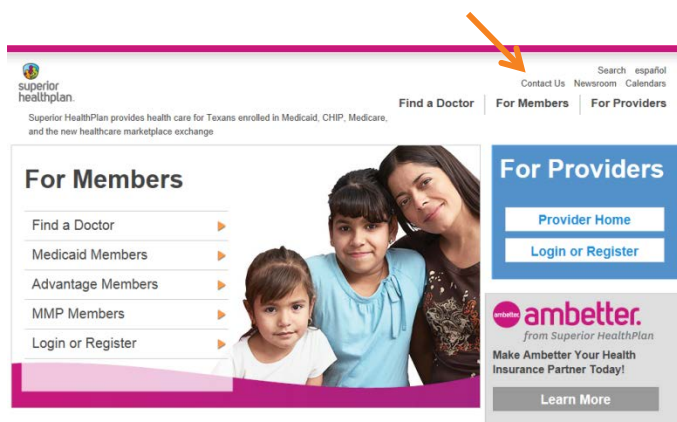 superior
healthplan.
Search español
Contact Us Newsroom Calendars
Find a Doctor For Members For Providers
Superior HealthPlan provides health care for Texans enrolled in Medicaid, CHIP, Medicare,
and the new healthcare marketplace exchange
For Members
Find a Doctor
Medicaid Members
Advantage Members
MMP Members
Login or Register
For Providers
Provider Home
Login or Register
ambetter ambetter.
from Superior HealthPlan
Make Ambetter Your Health
Insurance Partner Today!
Learn More